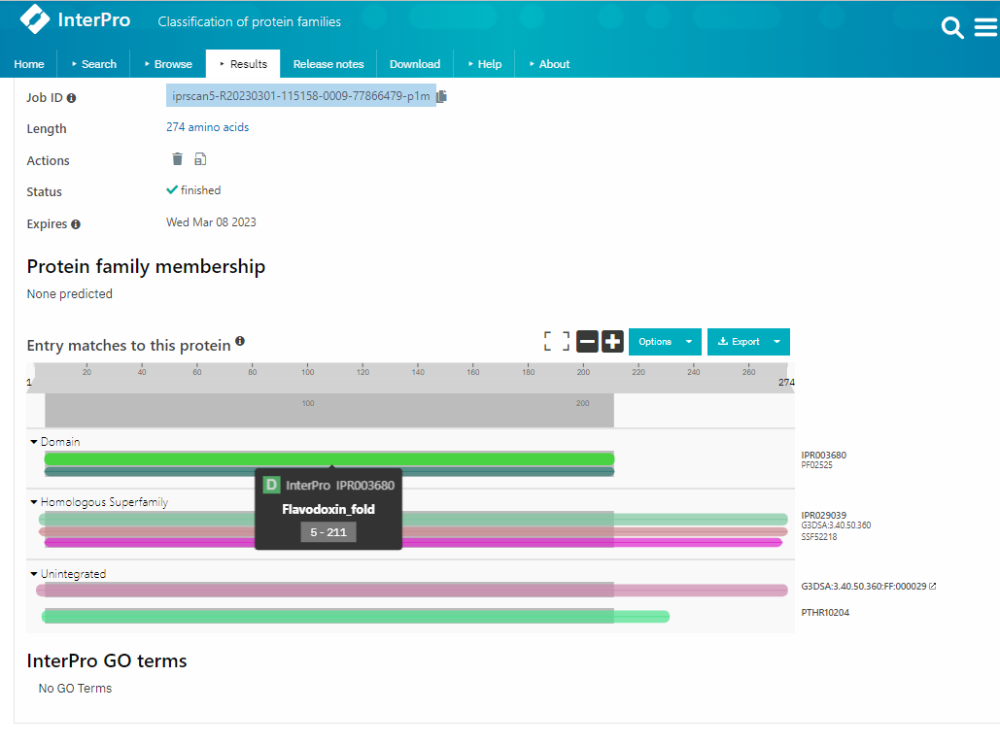 InterPro
Classification of protein families
Home
Search
Browse
Results
Release notes
Download
Help
About
Job ID
iprscan5-R20230301-115158-0009-77866479-p1m
Length
274 amino acids
Actions
Status
finished
Expires
Wed Mar 08 2023
Protein family membership
None predicted
Entry matches to this protein
Options
Export
20 40 60 80 100 120 140 160 180 200 220 240 260
1 274
100 200
Domain
IPR003680
PF02525
D InterPro IPR003680
Flavodoxin_fold
5 - 211
Homologous Superfamily
IPR029039
G3DSA:3.40.50.360
SSF52218
Unintegrated
G3DSA:3.40.50.360:FF:000029
PTHR10204
InterPro GO terms
No GO Terms